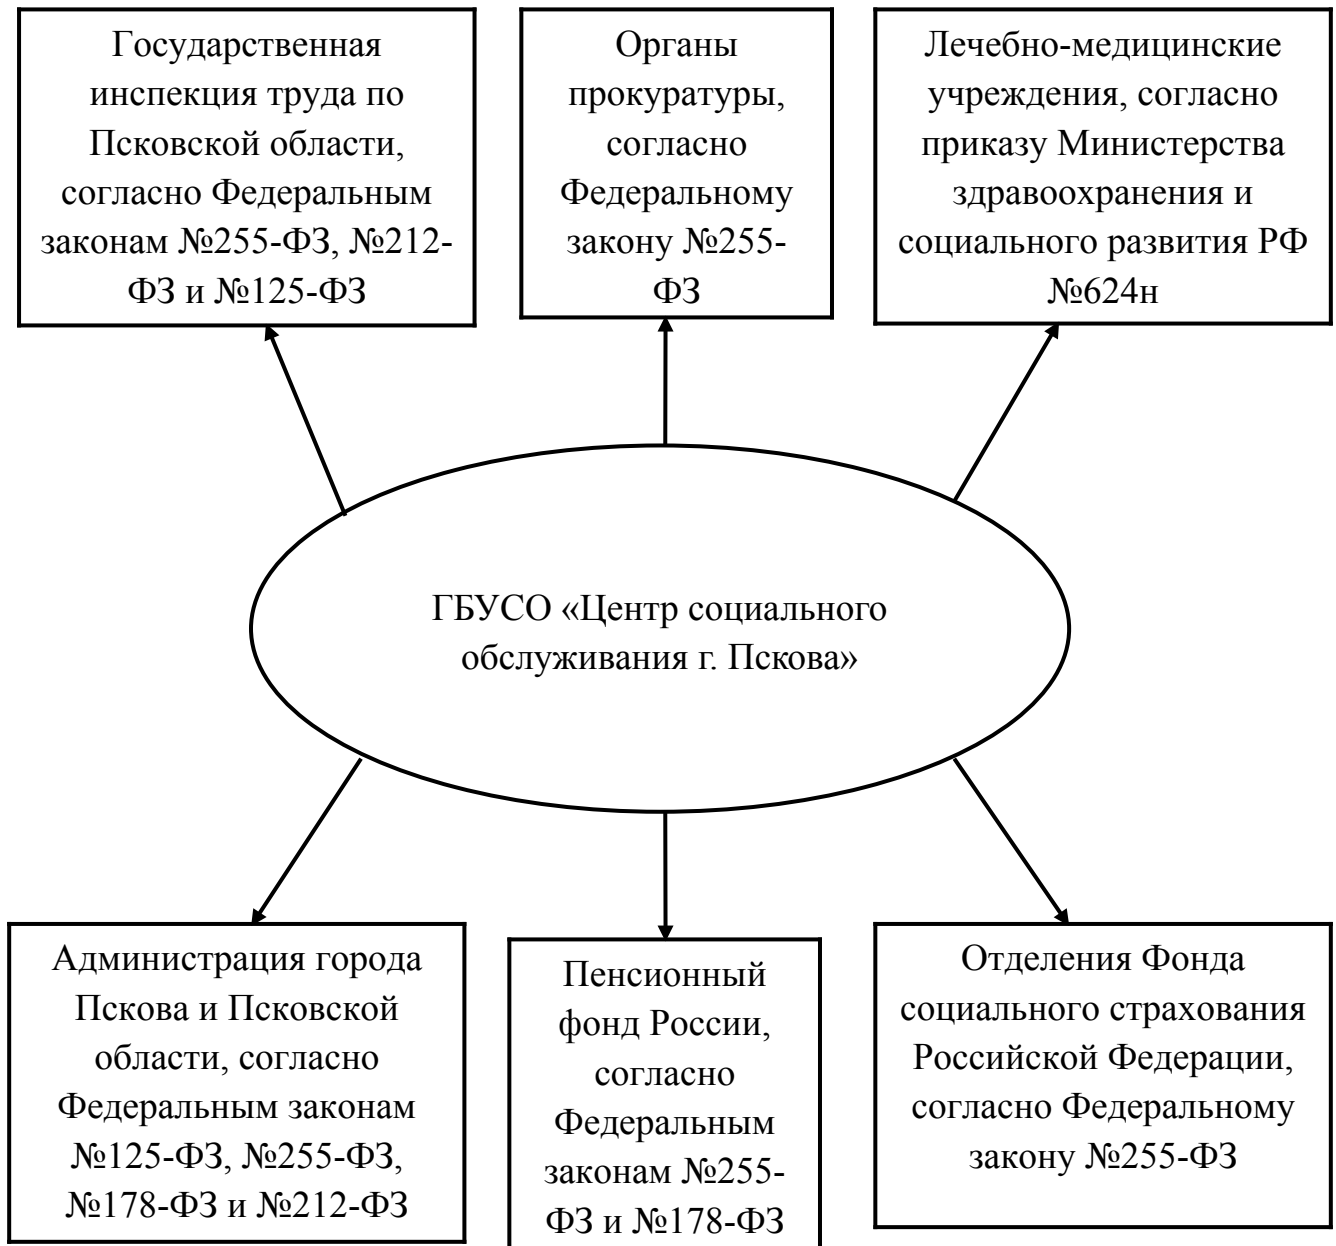 Государственная
инспекция труда по
Псковской области,
согласно Федеральным
законам №255-ФЗ, №212-
ФЗ и №125-ФЗ
Органы
прокуратуры,
согласно
Федеральному
закону №255-
ФЗ
Лечебно-медицинские
учреждения, согласно
приказу Министерства
здравоохранения и
социального развития РФ
№624н
ГБУСО «Центр социального
обслуживания г. Пскова»
Администрация города
Пскова и Псковской
области, согласно
Федеральным законам
№125-ФЗ, №255-ФЗ,
№178-ФЗ и №212-ФЗ
Пенсионный
фонд России,
согласно
Федеральным
законам №255-
ФЗ и №178-ФЗ
Отделения Фонда
социального страхования
Российской Федерации,
согласно Федеральному
закону №255-ФЗ